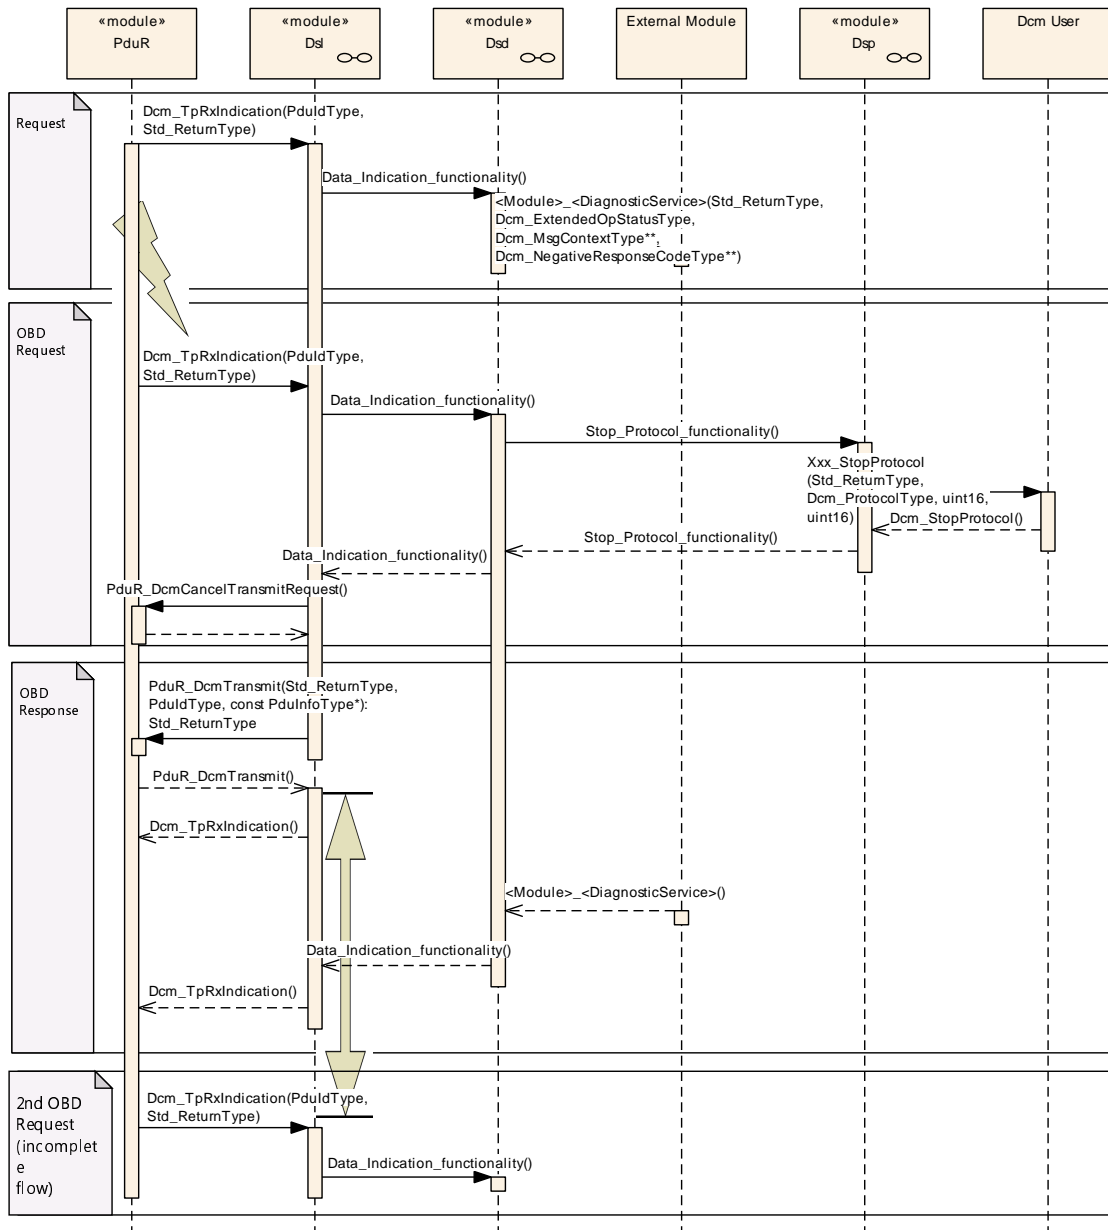 «module»
PduR
«module»
Dsl
«module»
Dsd
External Module
«module»
Dsp
Dcm User
Request
Dcm_TpRxIndication(PduIdType,
Std_ReturnType)
Data_Indication_functionality()
<Module>_<DiagnosticService>(Std_ReturnType,
Dcm_ExtendedOpStatusType,
Dcm_MsgContextType**,
Dcm_NegativeResponseCodeType**)
OBD
Request
Dcm_TpRxIndication(PduIdType,
Std_ReturnType)
Data_Indication_functionality()
Stop_Protocol_functionality()
Xxx_StopProtocol
(Std_ReturnType,
Dcm_ProtocolType, uint16,
uint16)
Dcm_StopProtocol()
Stop_Protocol_functionality()
Data_Indication_functionality()
PduR_DcmCancelTransmitRequest()
OBD
Response
PduR_DcmTransmit(Std_ReturnType,
PduIdType, const PduInfoType*):
Std_ReturnType
PduR_DcmTransmit()
Dcm_TpRxIndication()
<Module>_<DiagnosticService>()
Data_Indication_functionality()
Dcm_TpRxIndication()
2nd OBD
Request
(incomplet
e
flow)
Dcm_TpRxIndication(PduIdType,
Std_ReturnType)
Data_Indication_functionality()